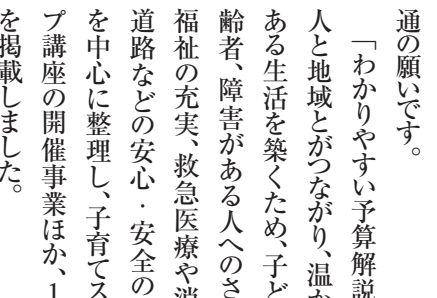 通の願いです。
「わかりやすい予算解説
人と地域とがつながり、温か
ある生活を築くため、子ど
齢者、障害がある人へのさ
福祉の充実、救急医療や消
道路などの安心・安全の
を中心に整理し、子育てス
プ講座の開催事業ほか、1
を掲載しました。